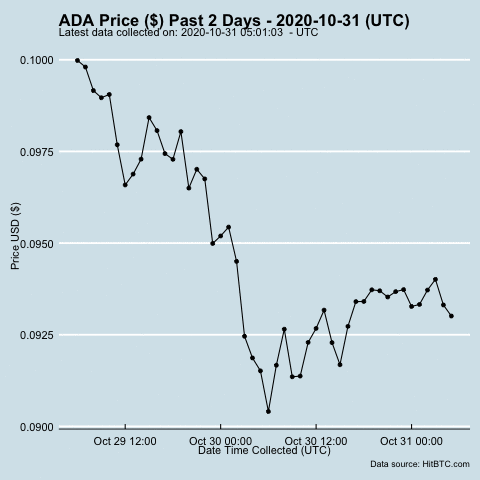 ADA Price ($) Past 2 Days - 2020-10-31 (UTC)
Latest data collected on: 2020-10-31 05:01:03 - UTC
0.1000
0.0975
0.0950
0.0925
0.0900
Price USD ($)
Oct 29 12:00 Oct 30 00:00 Oct 30 12:00 Oct 31 00:00
Date Time Collected (UTC)
Data source: HitBTC.com